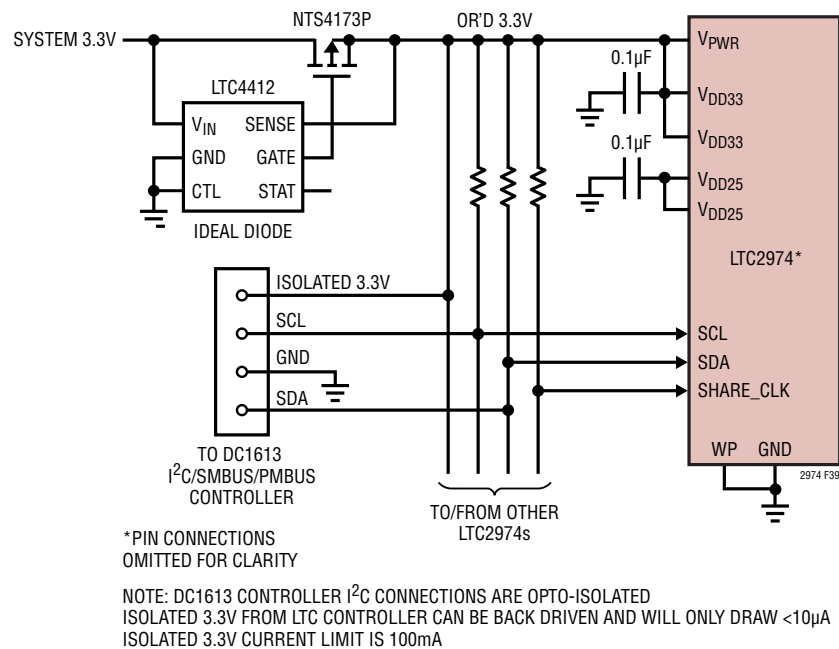 NTS4173P
SYSTEM 3.3V
OR'D 3.3V
LTC4412
VIN
SENSE
GND
GATE
CTL
STAT
IDEAL DIODE
0.1µF
0.1µF
VPWR
VDD33
VDD33
VDD25
VDD25
LTC2974*
SCL
SDA
SHARE_CLK
WP GND
2974 F39
ISOLATED 3.3V
SCL
GND
SDA
TO DC1613
I2C/SMBUS/PMBUS
CONTROLLER
TO/FROM OTHER
LTC2974s
*PIN CONNECTIONS
OMITTED FOR CLARITY
NOTE: DC1613 CONTROLLER I2C CONNECTIONS ARE OPTO-ISOLATED
ISOLATED 3.3V FROM LTC CONTROLLER CAN BE BACK DRIVEN AND WILL ONLY DRAW <10µA
ISOLATED 3.3V CURRENT LIMIT IS 100mA